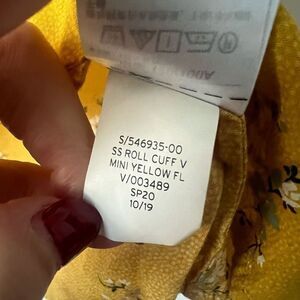 S/546935-00
SS ROLL CUFF V
MINI YELLOW FL
V/003489
SP20
10/19